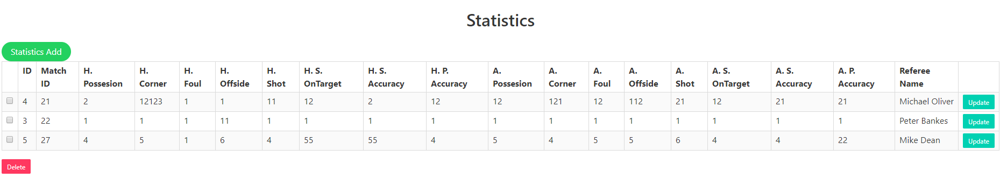 Statistics
Statistics Add
ID Match ID H. Possesion H. Corner H. Foul H. Offside H. Shot H. S. OnTarget H. S. Accuracy H. P. Accuracy A. Possesion A. Corner A. Foul A. Offside A. Shot A. S. OnTarget A. S. Accuracy A. P. Accuracy Referee Name
4 21 2 12123 1 1 11 12 2 12 12 121 12 112 21 12 21 21 Michael Oliver Update
3 22 1 1 1 11 1 1 1 1 1 1 1 1 1 1 1 1 Peter Bankes Update
5 27 4 5 1 6 4 55 55 4 5 4 5 5 6 4 4 22 Mike Dean Update
Delete